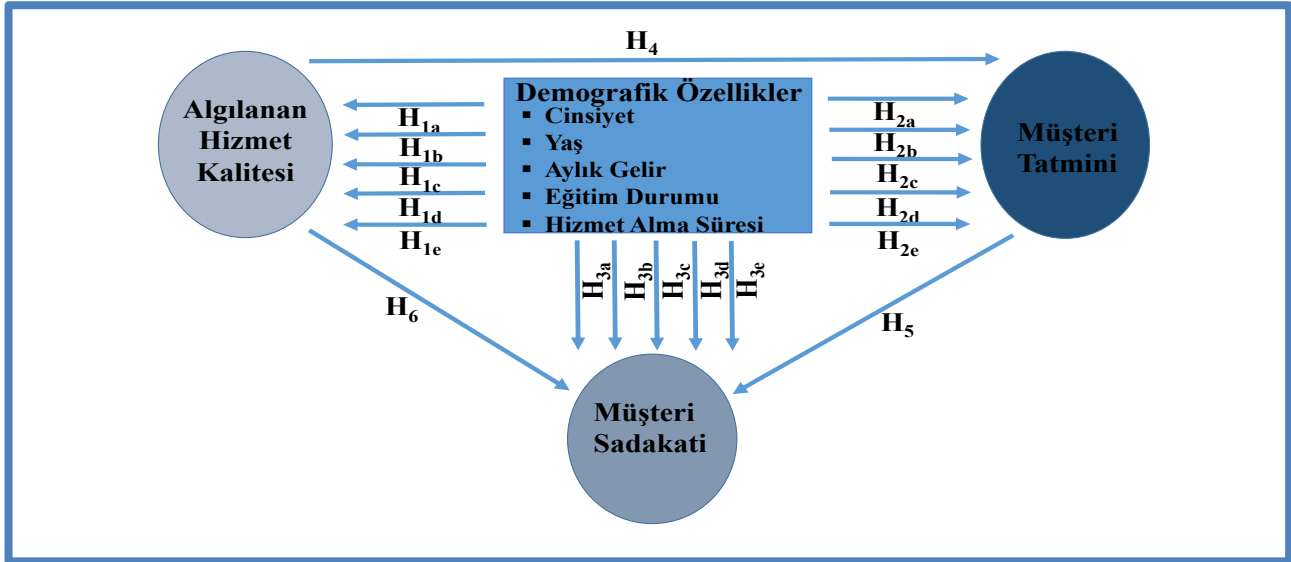 H4
Algılanan
Hizmet
Kalitesi
Demografik Özellikler
▪ Cinsiyet
▪ Yaş
▪ Aylık Gelir
▪ Eğitim Durumu
▪ Hizmet Alma Süresi
Müşteri
Tatmini
H1a
H1b
H1c
H1d
H1e
H2a
H2b
H2c
H2d
H2e
H3a
H3b
H3c
H3d
H3e
H6
H5
Müşteri
Sadakati